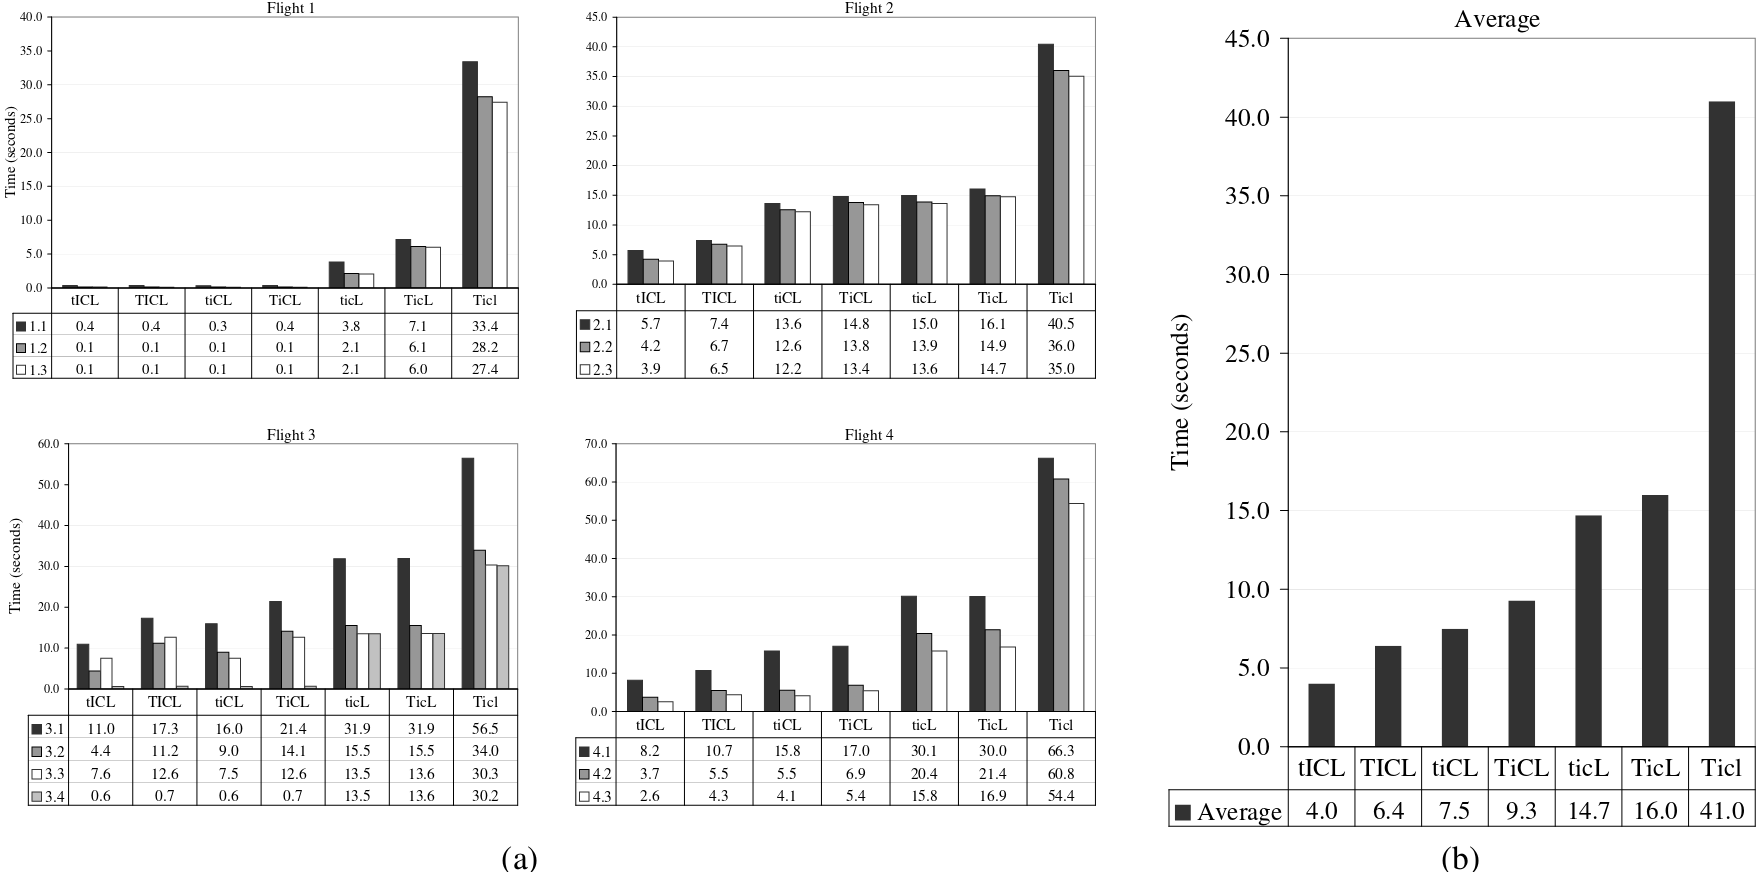 Flight 1
Time (seconds)
40.0
35.0
30.0
25.0
20.0
15.0
10.0
5.0
0.0
tICL TICL tiCL TiCL ticL TicL Ticl
1.1 0.4 0.4 0.3 0.4 3.8 7.1 33.4
1.2 0.1 0.1 0.1 0.1 2.1 6.1 28.2
1.3 0.1 0.1 0.1 0.1 2.1 6.0 27.4
Flight 2
45.0
40.0
35.0
30.0
25.0
20.0
15.0
10.0
5.0
0.0
tICL TICL tiCL TiCL ticL TicL Ticl
2.1 5.7 7.4 13.6 14.8 15.0 16.1 40.5
2.2 4.2 6.7 12.6 13.8 13.9 14.9 36.0
2.3 3.9 6.5 12.2 13.4 13.6 14.7 35.0
Flight 3
Time (seconds)
60.0
50.0
40.0
30.0
20.0
10.0
0.0
tICL TICL tiCL TiCL ticL TicL Ticl
3.1 11.0 17.3 16.0 21.4 31.9 31.9 56.5
3.2 4.4 11.2 9.0 14.1 15.5 15.5 34.0
3.3 7.6 12.6 7.5 12.6 13.5 13.6 30.3
3.4 0.6 0.7 0.6 0.7 13.5 13.6 30.2
Flight 4
70.0
60.0
50.0
40.0
30.0
20.0
10.0
0.0
tICL TICL tiCL TiCL ticL TicL Ticl
4.1 8.2 10.7 15.8 17.0 30.1 30.0 66.3
4.2 3.7 5.5 5.5 6.9 20.4 21.4 60.8
4.3 2.6 4.3 4.1 5.4 15.8 16.9 54.4
(a)
Average
Time (seconds)
45.0
40.0
35.0
30.0
25.0
20.0
15.0
10.0
5.0
0.0
tICL TICL tiCL TiCL ticL TicL Ticl
Average 4.0 6.4 7.5 9.3 14.7 16.0 41.0
(b)